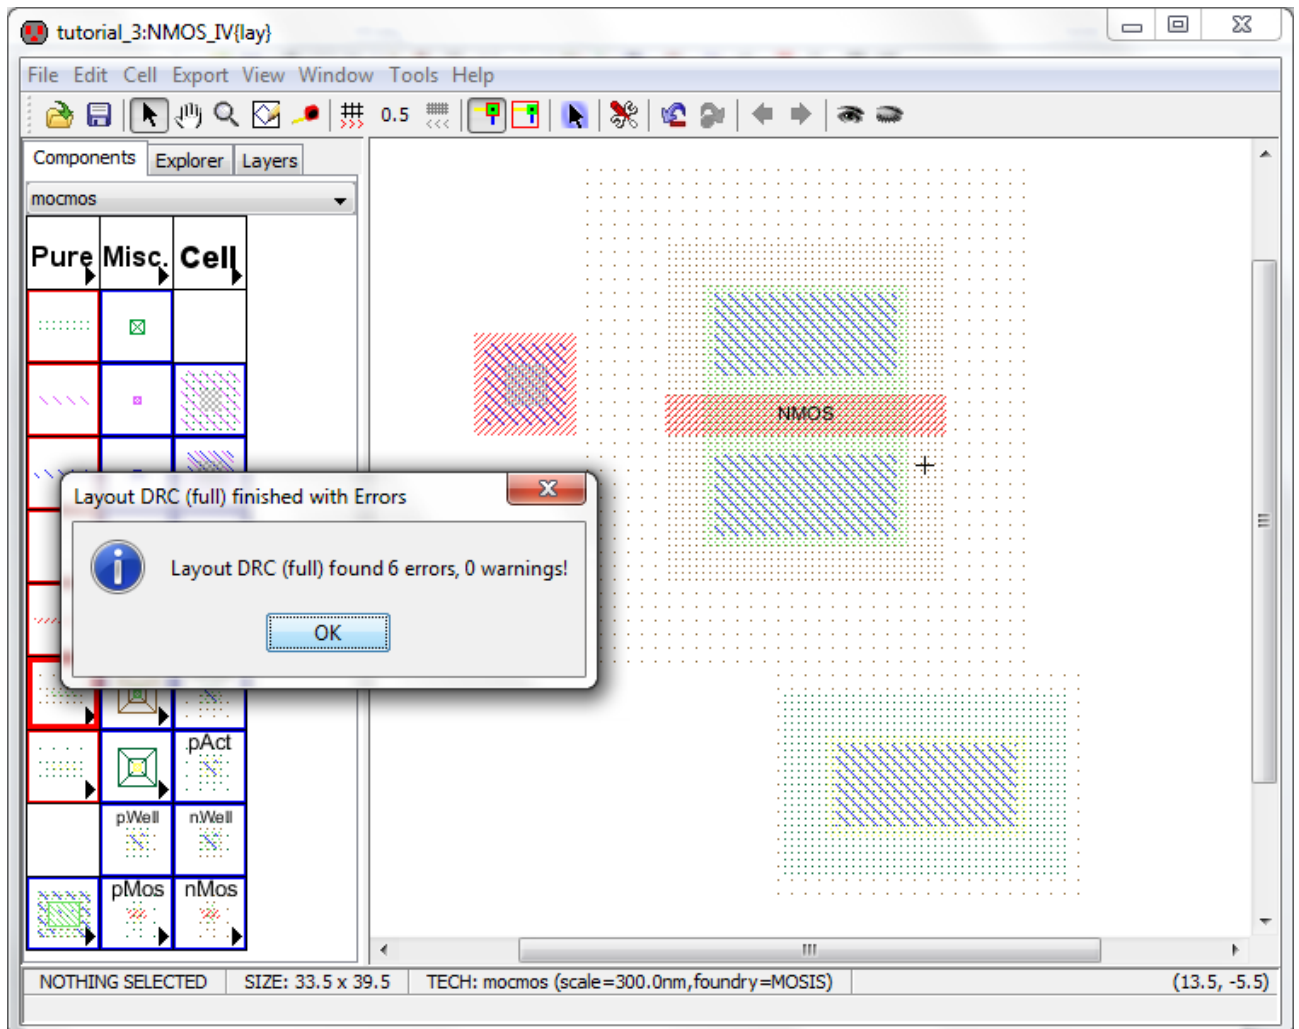 tutorial_3:NMOS_IV{lay}
File Edit Cell Export View Window Tools Help
0.5
Components Explorer Layers
mocmos
Pure Misc. Cell
NMOS
Layout DRC (full) finished with Errors
Layout DRC (full) found 6 errors, 0 warnings!
OK
pAct
pWell nWell
pMos nMos
NOTHING SELECTED SIZE: 33.5 x 39.5 TECH: mocmos (scale=300.0nm,foundry=MOSIS) (13.5, -5.5)